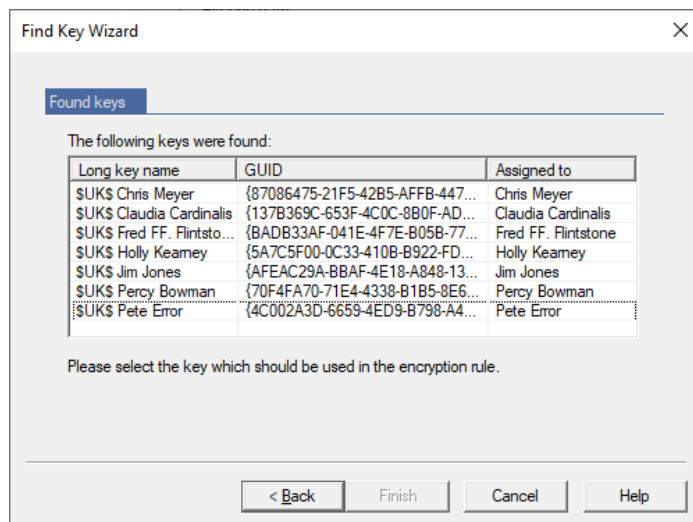 Find Key Wizard
Found keys
The following keys were found:
Long key name GUID Assigned to
$UK$ Chris Meyer {87086475-21F5-42B5-AFFB-447... Chris Meyer
$UK$ Claudia Cardinalis {137B369C-653F-4C0C-8B0F-AD... Claudia Cardinalis
$UK$ Fred FF. Flintsto... {BADB33AF-041E-4F7E-B05B-77... Fred FF. Flintstone
$UK$ Holly Kearney {5A7C5F00-0C33-410B-B922-FD... Holly Kearney
$UK$ Jim Jones {AFEAC29A-BBAF-4E18-A848-13... Jim Jones
$UK$ Percy Bowman {70F4FA70-71E4-4338-B1B5-8E6... Percy Bowman
$UK$ Pete Error {4C002A3D-6659-4ED9-B798-A4... Pete Error
Please select the key which should be used in the encryption rule.
< Back Finish Cancel Help